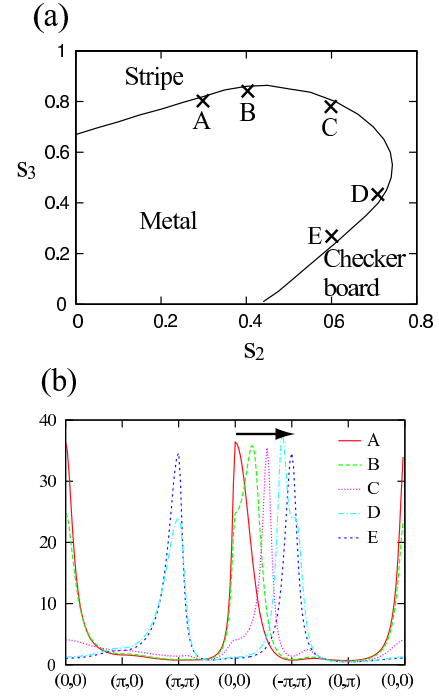 (a)
1
0.8
0.6
0.4
0.2
0
s3
0 0.2 0.4 0.6 0.8
s2
Stripe
A
B
C
D
E
Metal
Checker
board
(b)
40
30
20
10
0
A
B
C
D
E
(0,0) (π,0) (π,π) (0,0) (-π,π) (0,π) (0,0)